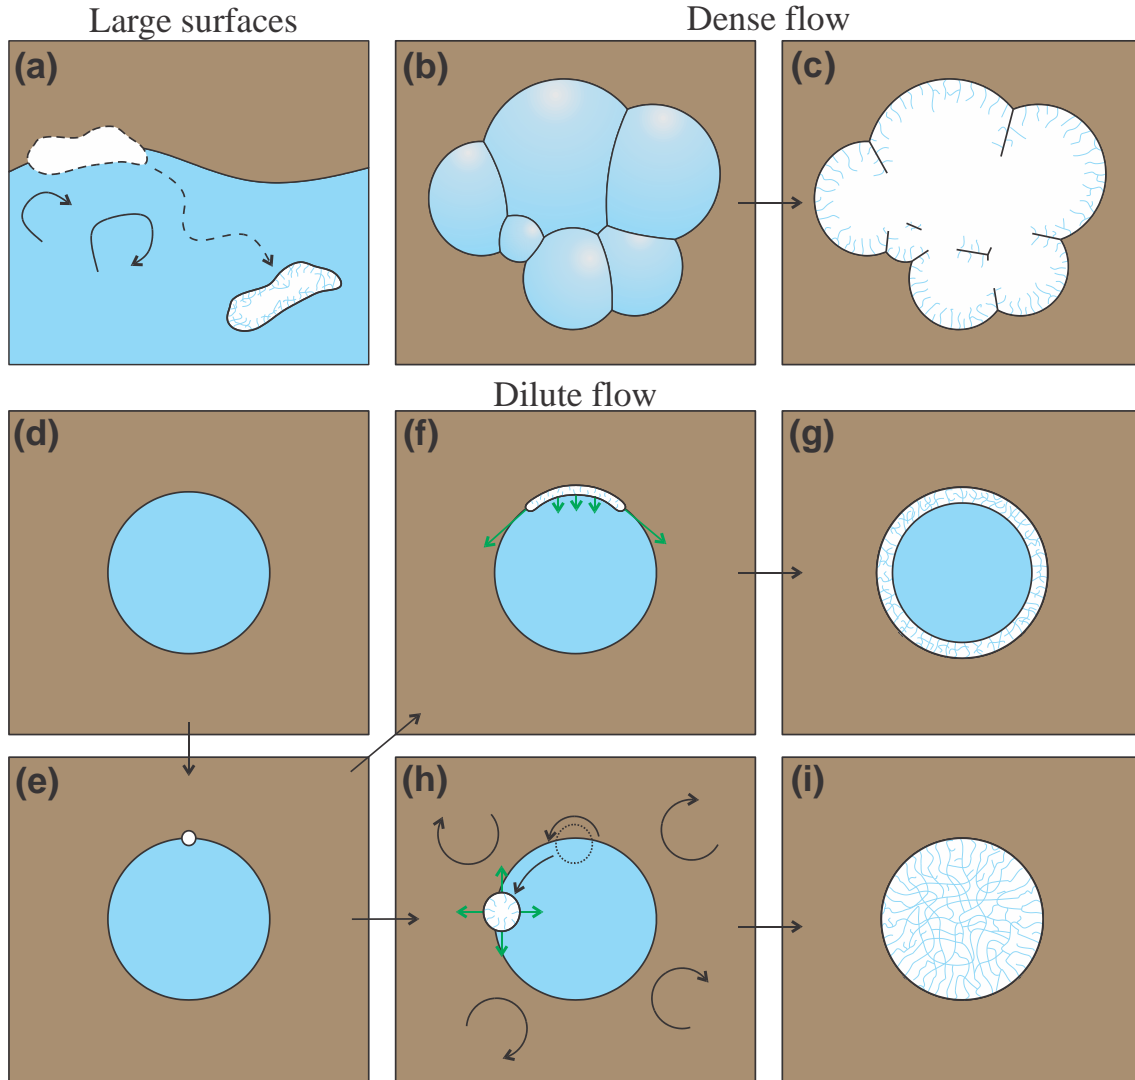 Large surfaces
Dense flow
(a)
(b)
(c)
Dilute flow
(d)
(f)
(g)
(e)
(h)
(i)